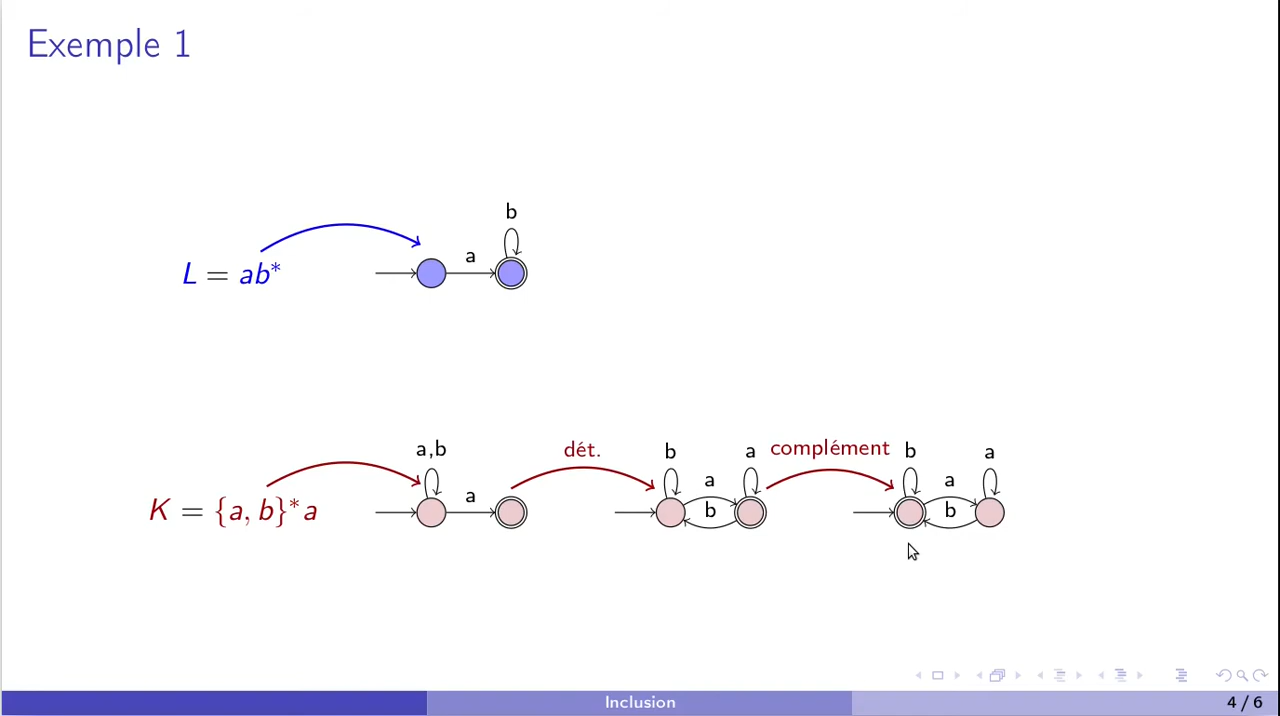 Exemple 1
b
a
L = ab*
a,b
dét.
b
a
complément
b
a
a
a
a
K = {a, b}*a
b
b
Inclusion
4 / 6